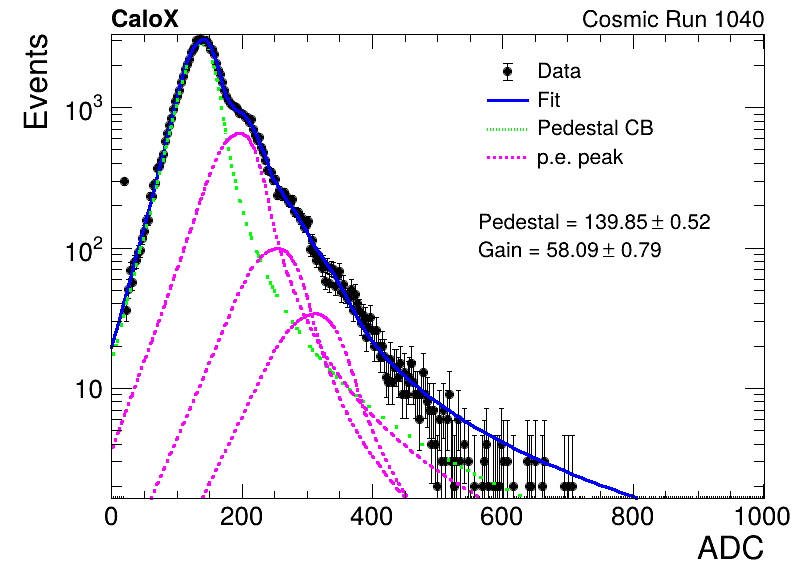 CaloX Cosmic Run 1040
Events
Data
Fit
Pedestal CB
p.e. peak
Pedestal = 139.85 ± 0.52
Gain = 58.09 ± 0.79
10³
10²
10
0 200 400 600 800 1000
ADC